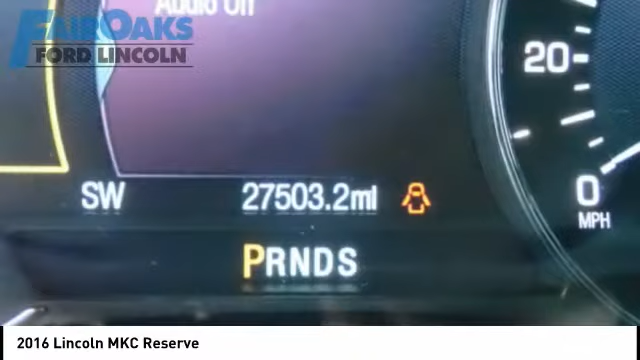 Audio Off
FAIROAKS
FORD LINCOLN
20
SW 27503.2mi
0
MPH
PRNDS
2016 Lincoln MKC Reserve